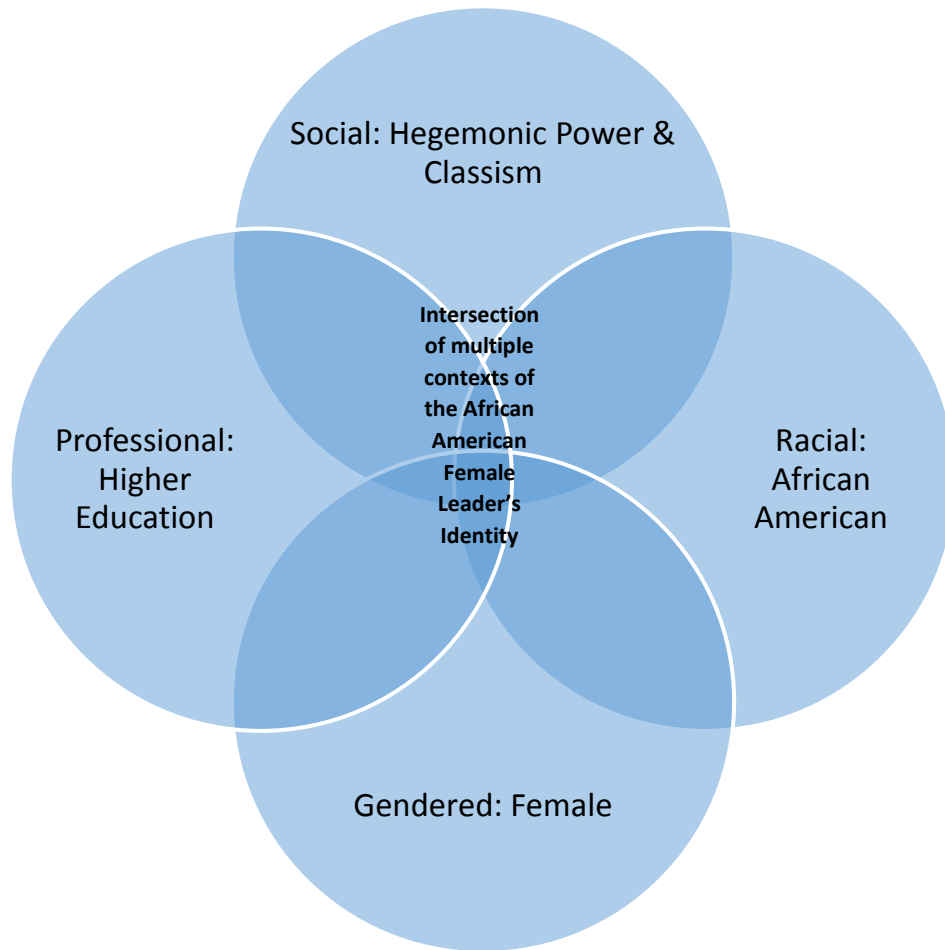 Social: Hegemonic Power &
Classism
Intersection
of multiple
contexts of
the African
American
Female
Leader’s
Identity
Professional:
Higher
Education
Racial:
African
American
Gendered: Female